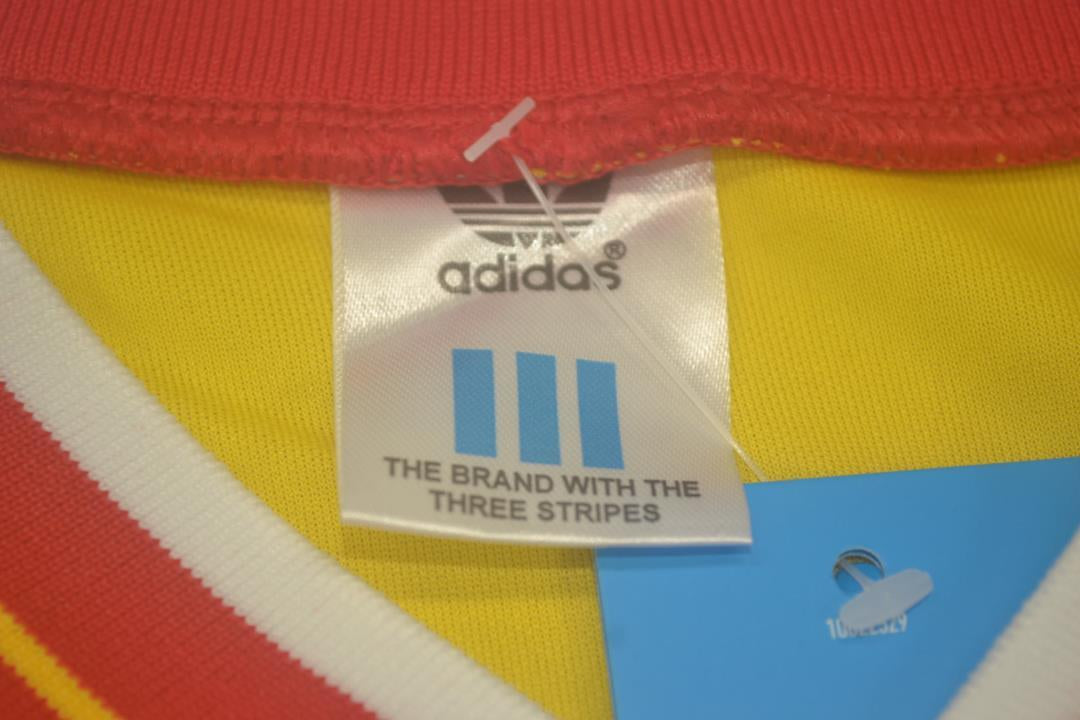 adidas®
THE BRAND WITH THE
THREE STRIPES